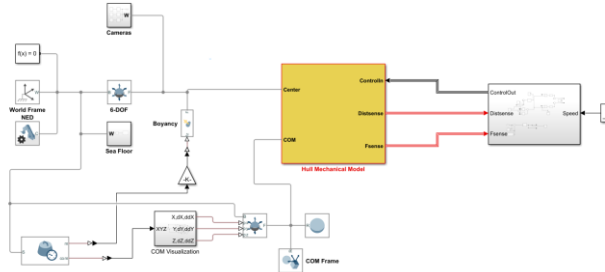 W
Cameras
f(x) = 0
World Frame
NED
6-DOF
W
Sea Floor
Boyancy
-K-
Center
COM
ControlIn
Distsense
Fsense
Hull Mechanical Model
ControlOut
Distsense
Fsense
Speed
XYZ
X,dX,ddX
Y,dY,ddY
Z,dZ,ddZ
COM Visualization
COM Frame